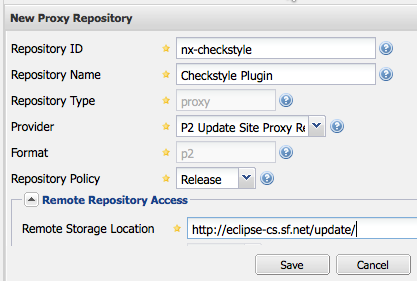 New Proxy Repository
Repository ID nx-checkstyle
Repository Name Checkstyle Plugin
Repository Type proxy
Provider P2 Update Site Proxy Re
Format p2
Repository Policy Release
Remote Repository Access
Remote Storage Location http://eclipse-cs.sf.net/update/
Save Cancel